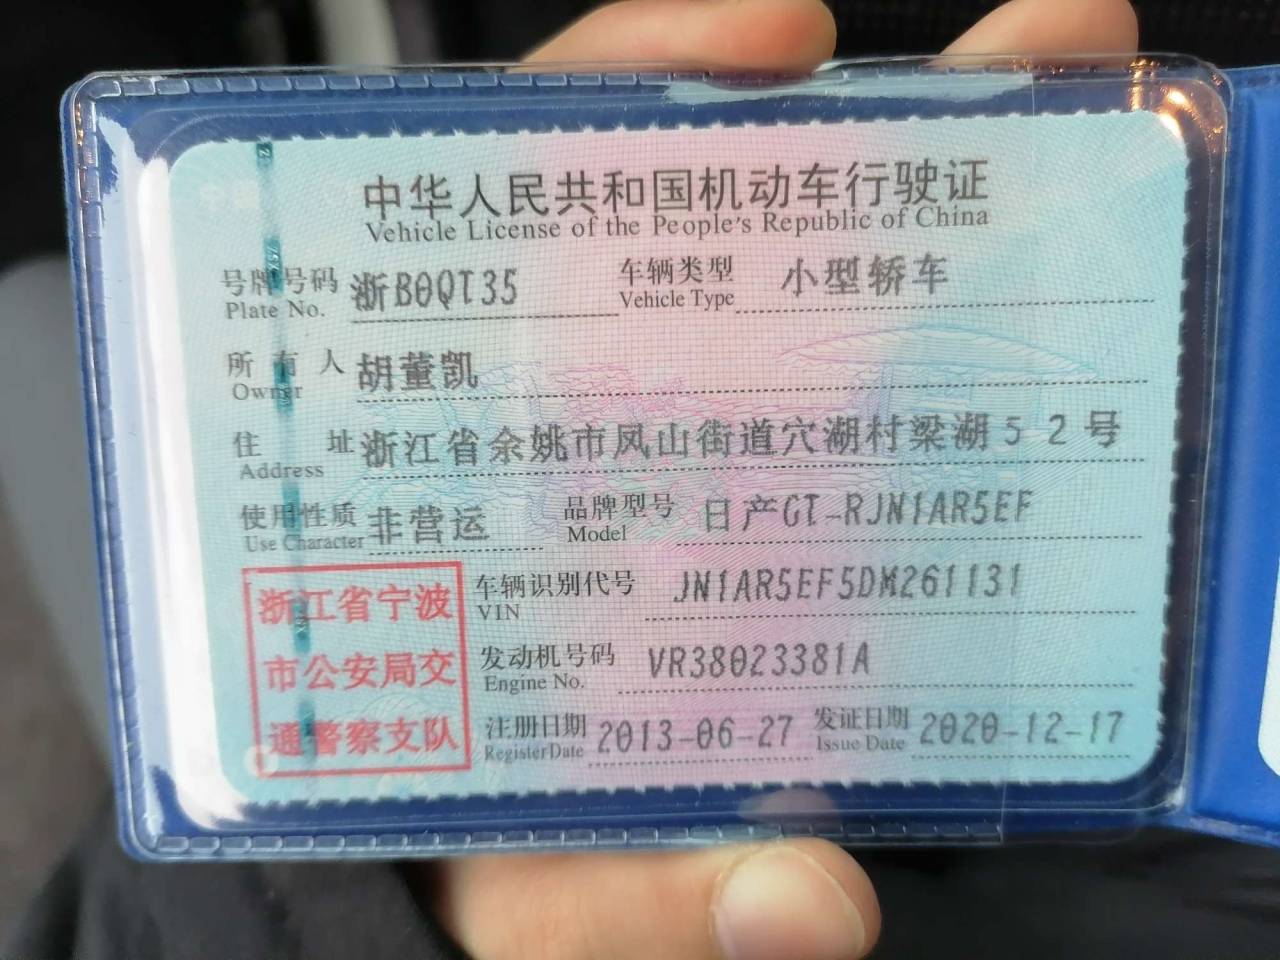 中华人民共和国机动车行驶证
Vehicle License of the People's Republic of China
号牌号码 浙B0QT35 车辆类型 小型轿车
Plate No. Vehicle Type
所有人 胡董凯
Owner
住址 浙江省余姚市凤山街道穴湖村梁湖52号
Address
使用性质 非营运 品牌型号 日产GT-RJN1AR5EF
Use Character Model
车辆识别代号 JN1AR5EF5DM261131
VIN
发动机号码 VR38023381A
Engine No.
注册日期 2013-06-27 发证日期 2020-12-17
Register Date Issue Date
浙江省宁波
市公安局交
通警察支队